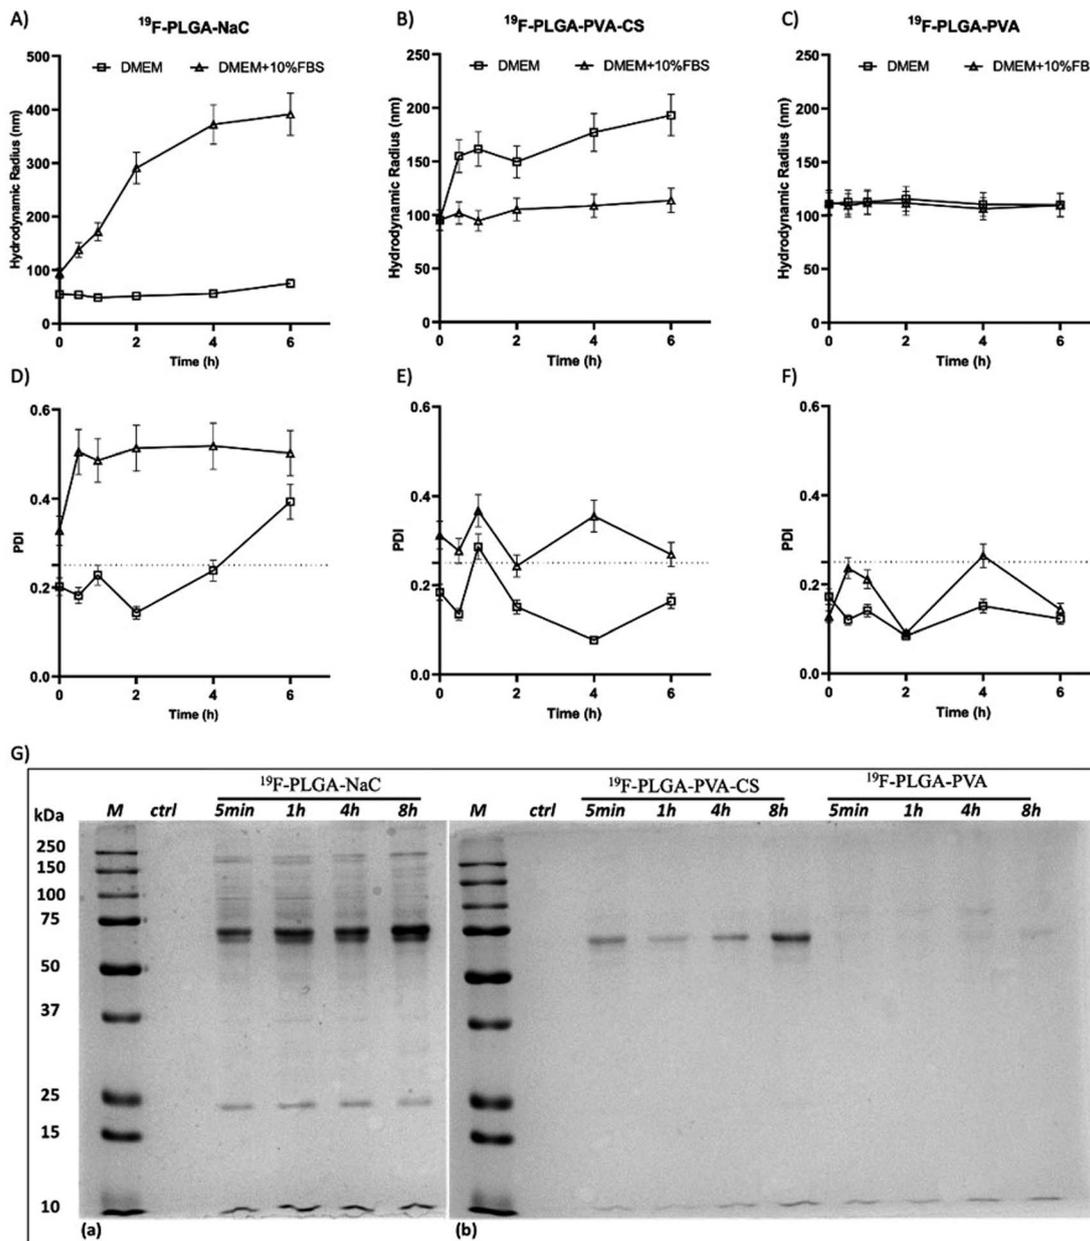 A)
¹⁹F-PLGA-NaC
DMEM DMEM+10%FBS
Hydrodynamic Radius (nm)
500
400
300
200
100
0
0 2 4 6
Time (h)
B)
¹⁹F-PLGA-PVA-CS
DMEM DMEM+10%FBS
Hydrodynamic Radius (nm)
250
200
150
100
50
0
0 2 4 6
Time (h)
C)
¹⁹F-PLGA-PVA
DMEM DMEM+10%FBS
Hydrodynamic Radius (nm)
250
200
150
100
50
0
0 2 4 6
Time (h)
D)
PDI
0.6
0.4
0.2
0.0
0 2 4 6
Time (h)
E)
PDI
0.6
0.4
0.2
0.0
0 2 4 6
Time (h)
F)
PDI
0.6
0.4
0.2
0.0
0 2 4 6
Time (h)
G)
¹⁹F-PLGA-NaC ¹⁹F-PLGA-PVA-CS ¹⁹F-PLGA-PVA
kDa M ctrl 5min 1h 4h 8h M ctrl 5min 1h 4h 8h 5min 1h 4h 8h
250
150
100
75
50
37
25
15
10
(a) (b)